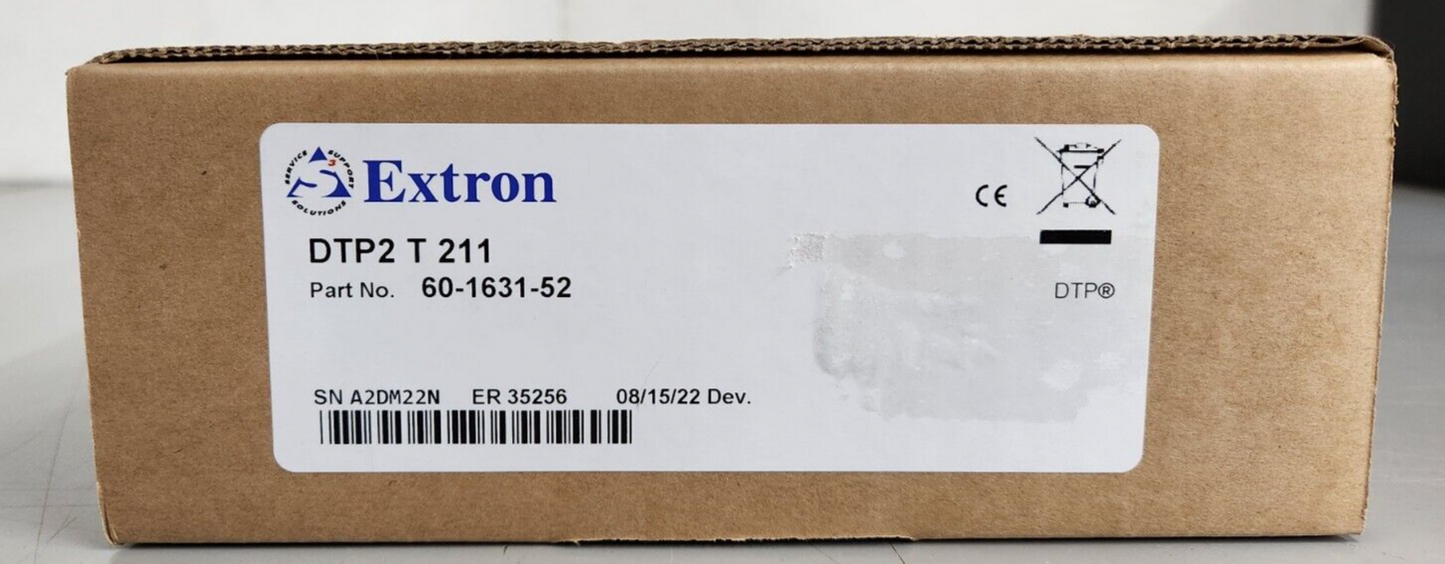 SERVICE SUPPORT SOLUTIONS
S3
Extron
CE
DTP2 T 211
Part No. 60-1631-52
DTP®
SN A2DM22N ER 35256 08/15/22 Dev.